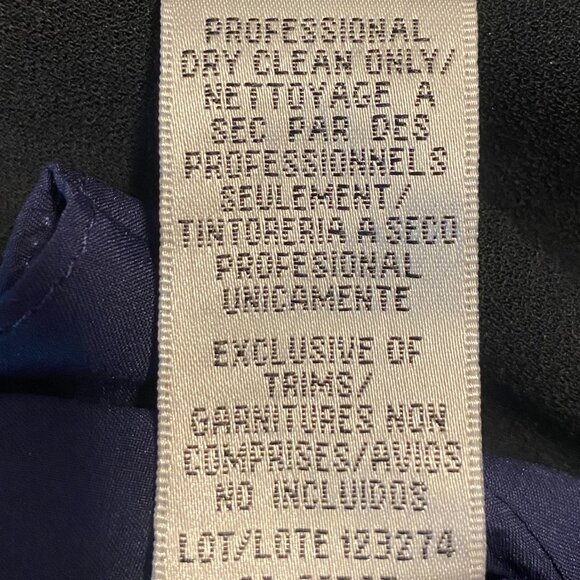 PROFESSIONAL
DRY CLEAN ONLY/
NETTOYAGE A
SEC PAR DES
PROFESSIONNELS
SEULEMENT/
TINTORERIA A SECO
PROFESIONAL
UNICAMENTE
EXCLUSIVE OF
TRIMS/
GARNITURES NON
COMPRISES/AVIOS
NO INCLUIDOS
LOT/LOTE 123274